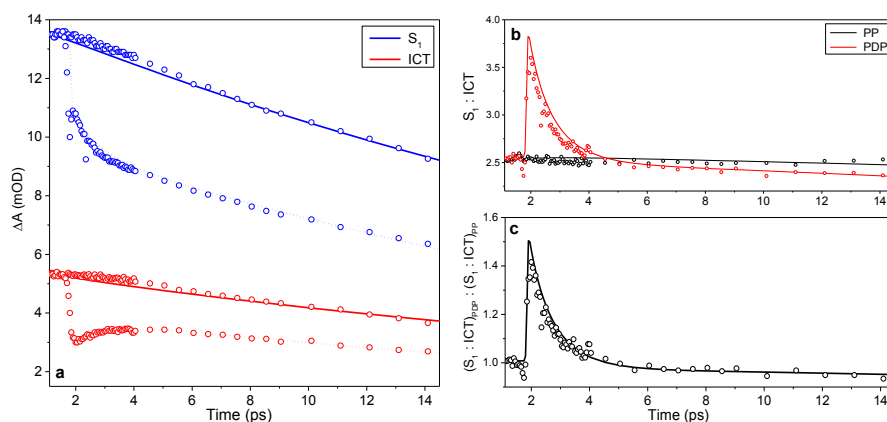 14
12
10
8
6
4
2
ΔA (mOD)
S₁
ICT
a
2 4 6 8 10 12 14
Time (ps)
b
PP
PDP
4.0
3.5
3.0
2.5
2.0
S₁ : ICT
2 4 6 8 10 12 14
c
1.6
1.4
1.2
1.0
(S₁ : ICT)PDP : (S₁ : ICT)PP
2 4 6 8 10 12 14
Time (ps)